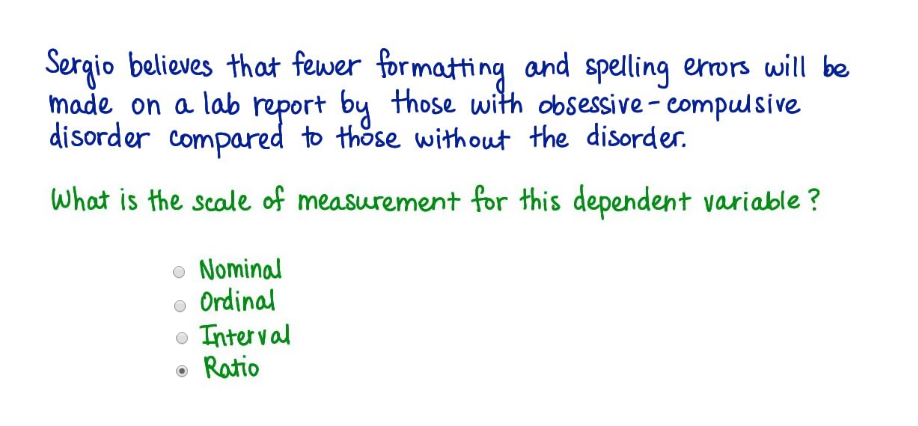 Sergio believes that fewer formatting and spelling errors will be
made on a lab report by those with obsessive-compulsive
disorder compared to those without the disorder.
What is the scale of measurement for this dependent variable?
Nominal
Ordinal
Interval
Ratio